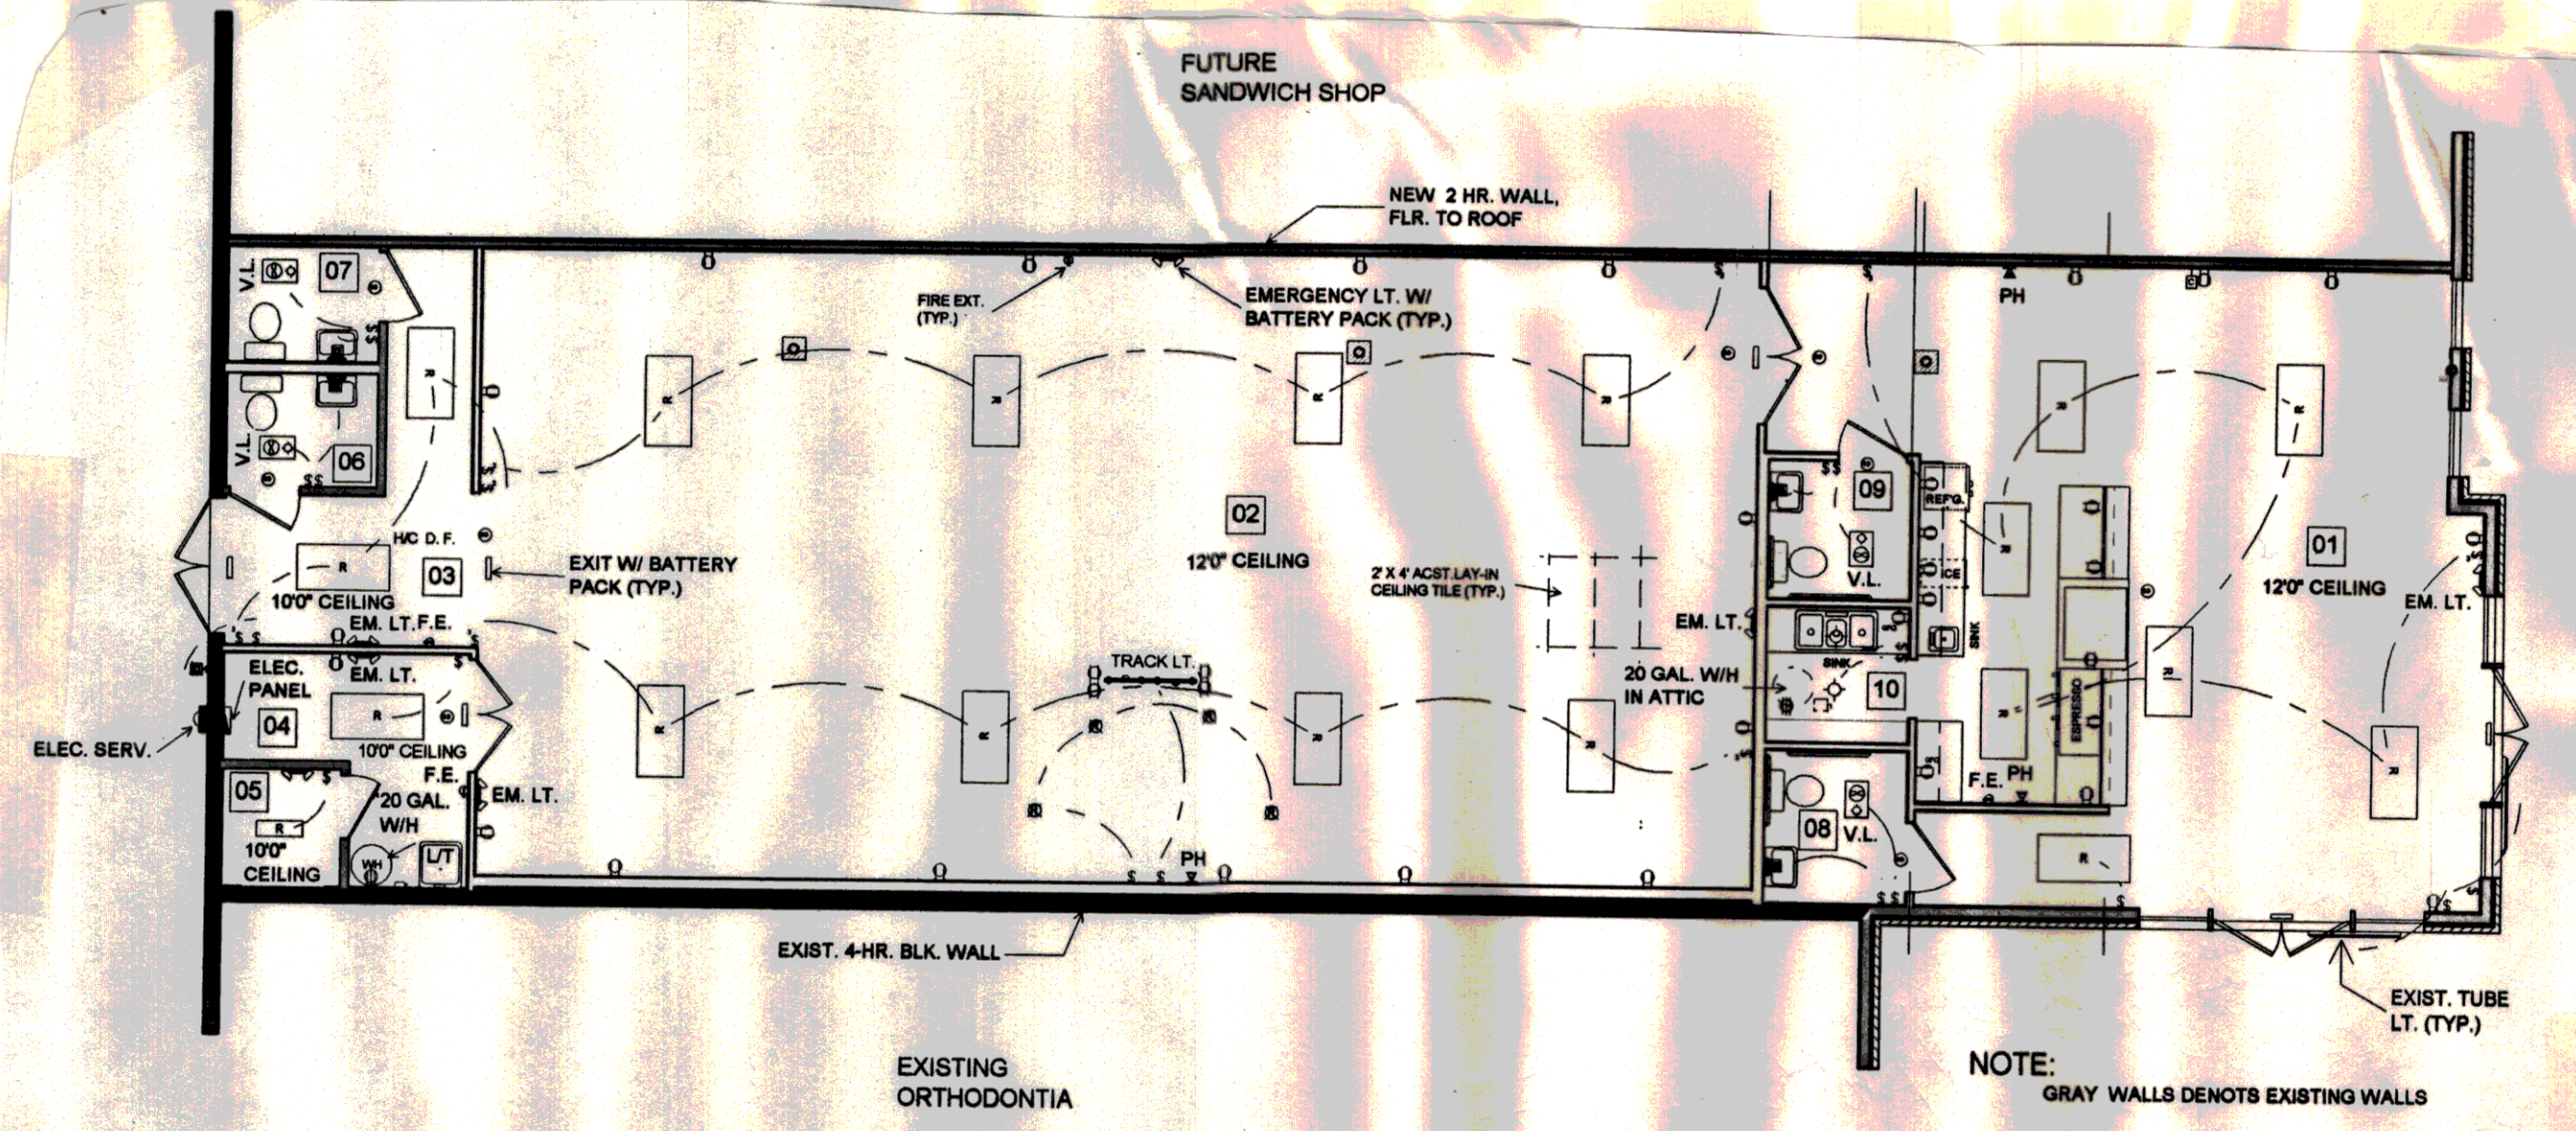 FUTURE
SANDWICH SHOP
NEW 2 HR. WALL,
FLR. TO ROOF
FIRE EXT.
(TYP.)
EMERGENCY LT. W/
BATTERY PACK (TYP.)
PH
V.L.
07
R
R
R
R
R
R
R
V.L.
06
$$
02
12'0" CEILING
$$
09
V.L.
REF'G.
ICE
SINK
01
12'0" CEILING
EM. LT.
H/C D.F.
03
R
10'0" CEILING
EM. LT.
F.E.
EXIT W/ BATTERY
PACK (TYP.)
2' X 4' ACST. LAY-IN
CEILING TILE (TYP.)
EM. LT.
SINK
20 GAL. W/H
IN ATTIC
10
ESPRESSO
R
R
R
ELEC.
PANEL
EM. LT.
04
R
10'0" CEILING
ELEC. SERV.
TRACK LT.
R
R
R
R
R
F.E.
05
R
10'0"
CEILING
20 GAL.
W/H
WH
L/T
EM. LT.
PH
$ $
08
V.L.
$$
F.E.
PH
R
$
EXIST. 4-HR. BLK. WALL
EXIST. TUBE
LT. (TYP.)
EXISTING
ORTHODONTIA
NOTE:
GRAY WALLS DENOTS EXISTING WALLS